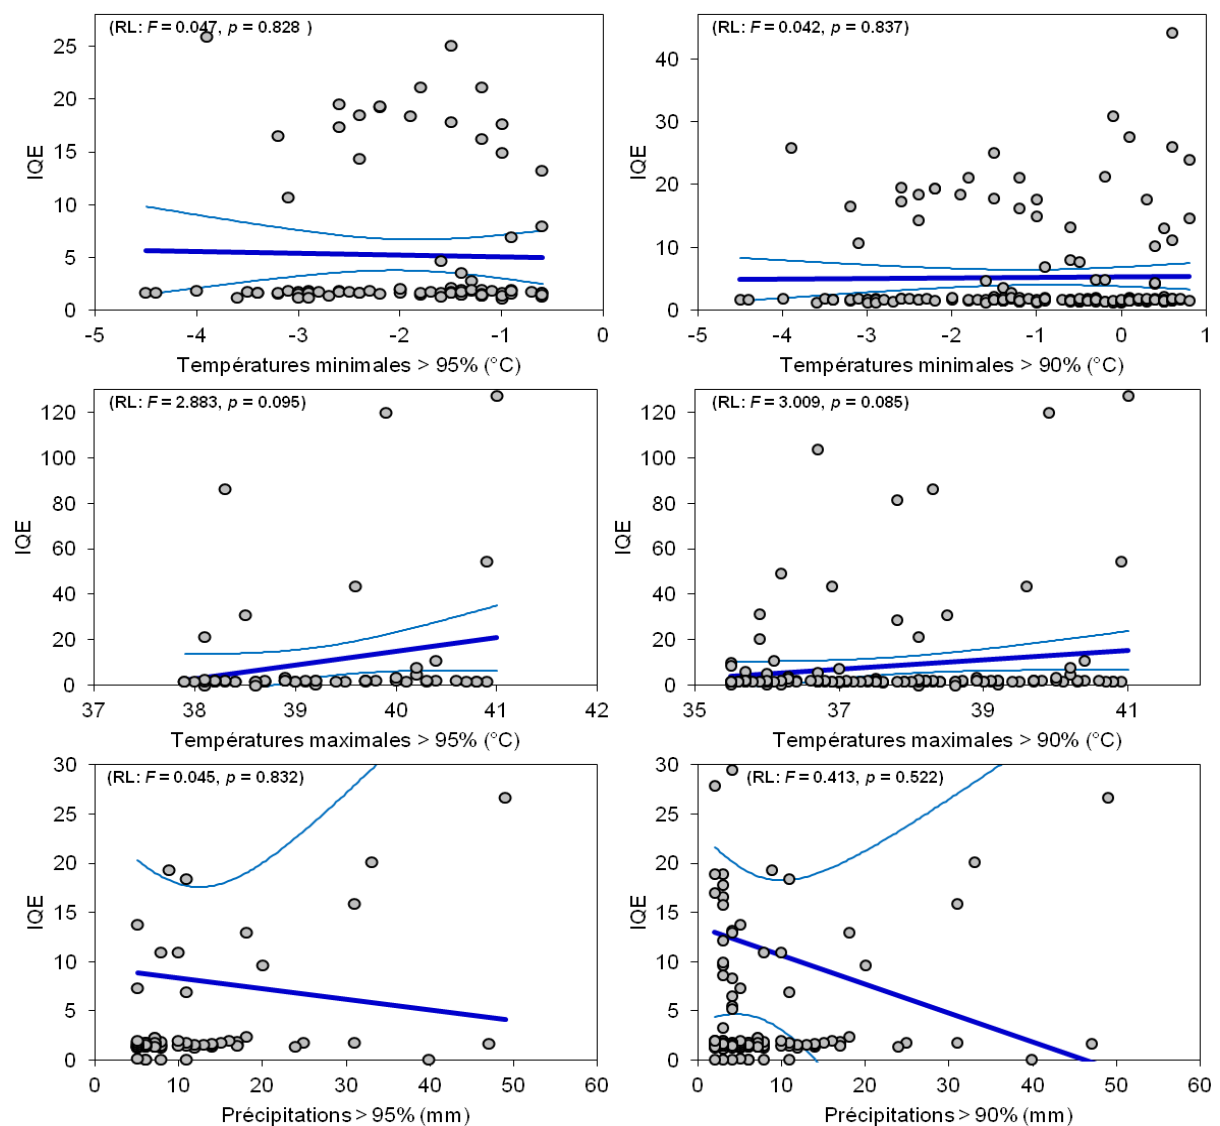 (RL: F = 0.047, p = 0.828 )
IQE
25
20
15
10
5
0
-5 -4 -3 -2 -1 0
Températures minimales > 95% (°C)
(RL: F = 0.042, p = 0.837)
IQE
40
30
20
10
0
-5 -4 -3 -2 -1 0 1
Températures minimales > 90% (°C)
(RL: F = 2.883, p = 0.095)
IQE
120
100
80
60
40
20
0
37 38 39 40 41 42
Températures maximales > 95% (°C)
(RL: F = 3.009, p = 0.085)
IQE
120
100
80
60
40
20
0
35 37 39 41
Températures maximales > 90% (°C)
(RL: F = 0.045, p = 0.832)
IQE
30
25
20
15
10
5
0
0 10 20 30 40 50 60
Précipitations > 95% (mm)
(RL: F = 0.413, p = 0.522)
IQE
30
25
20
15
10
5
0
0 10 20 30 40 50 60
Précipitations > 90% (mm)